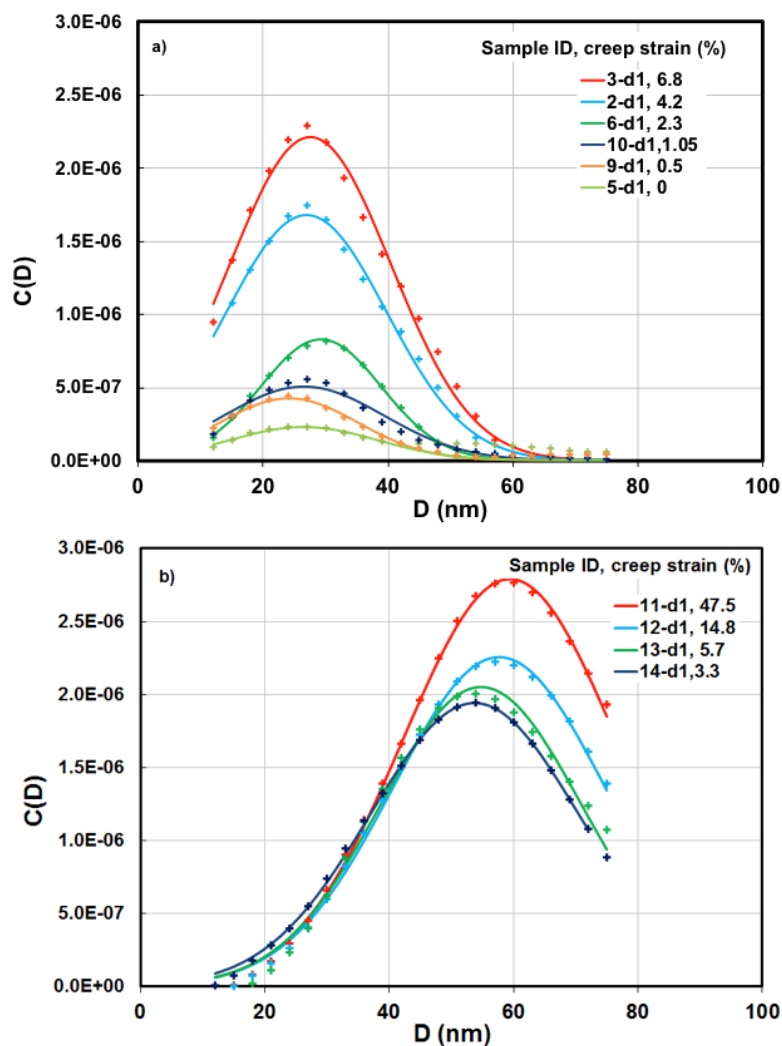 a)
Sample ID, creep strain (%)
3-d1, 6.8
2-d1, 4.2
6-d1, 2.3
10-d1,1.05
9-d1, 0.5
5-d1, 0
3.0E-06
2.5E-06
2.0E-06
1.5E-06
1.0E-06
5.0E-07
0.0E+00
C(D)
0 20 40 60 80 100
D (nm)
b)
Sample ID, creep strain (%)
11-d1, 47.5
12-d1, 14.8
13-d1, 5.7
14-d1,3.3
3.0E-06
2.5E-06
2.0E-06
1.5E-06
1.0E-06
5.0E-07
0.0E+00
C(D)
0 20 40 60 80 100
D (nm)